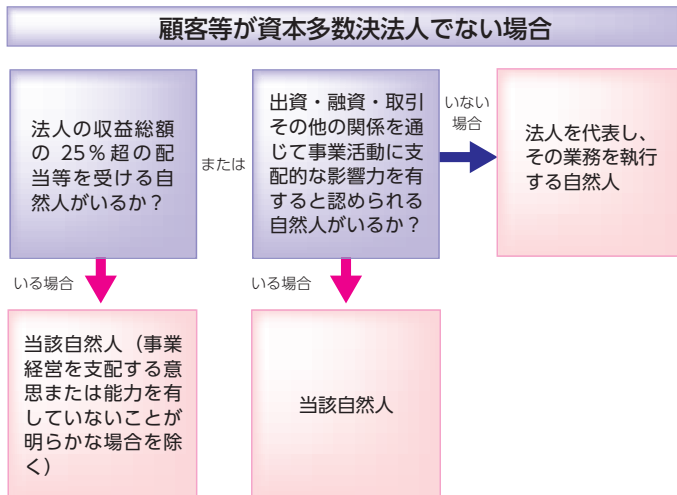 顧客等が資本多数決法人でない場合
法人の収益総額
の 25%超の配
当等を受ける自
然人がいるか？
または
出資・融資・取引
その他の関係を通
じて事業活動に支
配的な影響力を有
すると認められる
自然人がいるか？
いない
場合
法人を代表し、
その業務を執行
する自然人
いる場合
いる場合
当該自然人（事業
経営を支配する意
思または能力を有
していないことが
明らかな場合を除
く）
当該自然人